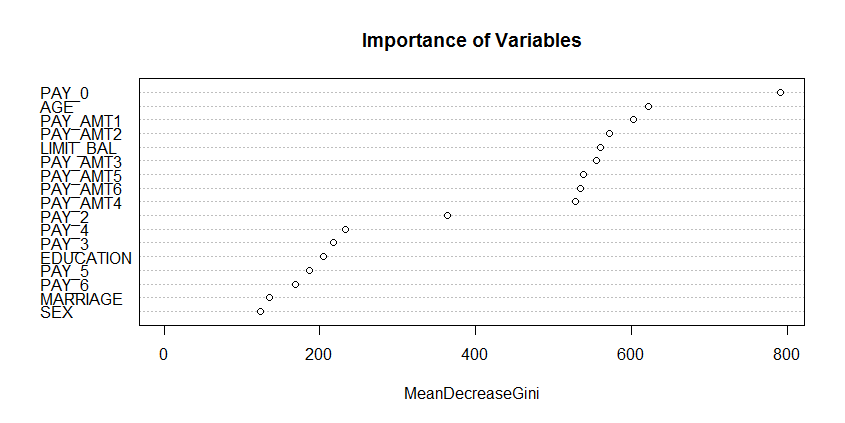 Importance of Variables
PAY_0
AGE
PAY_AMT1
PAY_AMT2
LIMIT_BAL
PAY_AMT3
PAY_AMT5
PAY_AMT6
PAY_AMT4
PAY_2
PAY_4
PAY_3
EDUCATION
PAY_5
PAY_6
MARRIAGE
SEX
0 200 400 600 800
MeanDecreaseGini